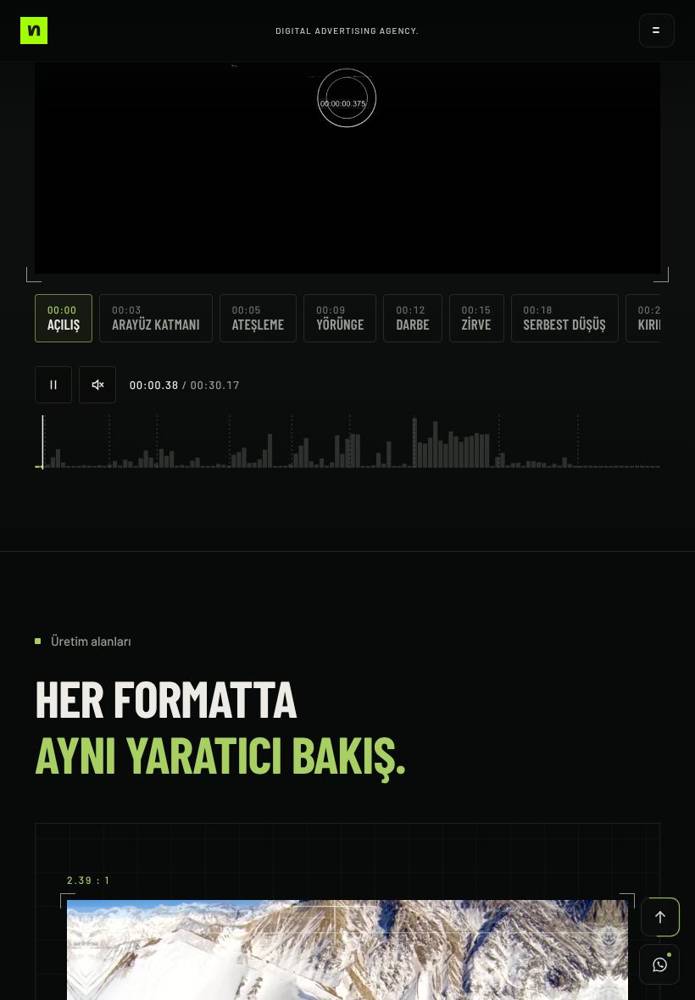 DIGITAL ADVERTISING AGENCY.
00:00:00.375
00:00
AÇILIŞ
00:03
ARAYÜZ KATMANI
00:05
ATEŞLEME
00:09
YÖRÜNGE
00:12
DARBE
00:15
ZİRVE
00:18
SERBEST DÜŞÜŞ
00:00.38 / 00:30.17
Üretim alanları
HER FORMATTA
AYNI YARATICI BAKIŞ.
2.39 : 1